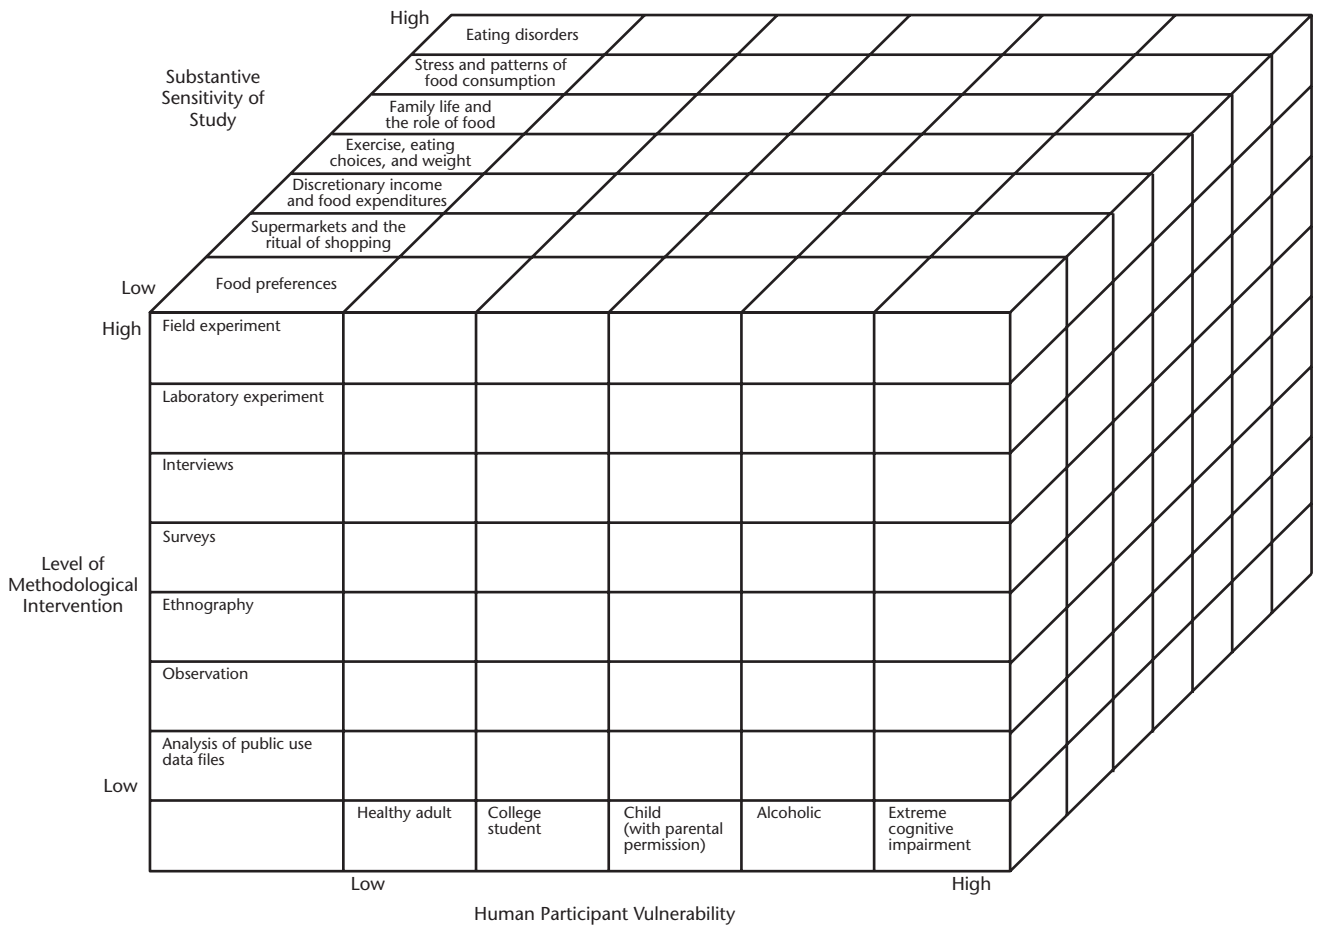 High
Eating disorders
Substantive
Sensitivity of
Study
Stress and patterns of
food consumption
Family life and
the role of food
Exercise, eating
choices, and weight
Discretionary income
and food expenditures
Supermarkets and the
ritual of shopping
Low
Food preferences
High
Field experiment
Laboratory experiment
Interviews
Surveys
Level of
Methodological
Intervention
Ethnography
Observation
Analysis of public use
data files
Low
Healthy adult
College
student
Child
(with parental
permission)
Alcoholic
Extreme
cognitive
impairment
Low
High
Human Participant Vulnerability